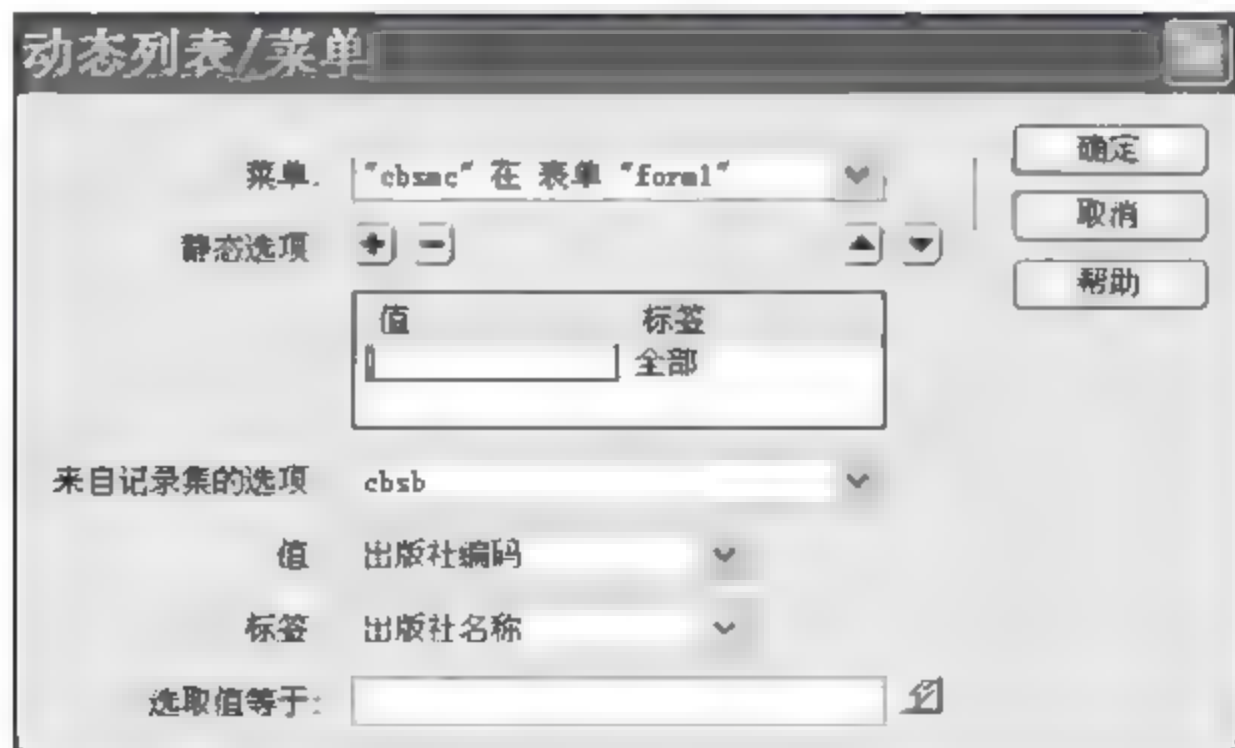 动态列表/菜单
菜单: "cbsmc" 在 表单 "form1"
确定
取消
静态选项
帮助
值 标签
全部
来自记录集的选项 cbsb
值 出版社编码
标签 出版社名称
选取值等于: